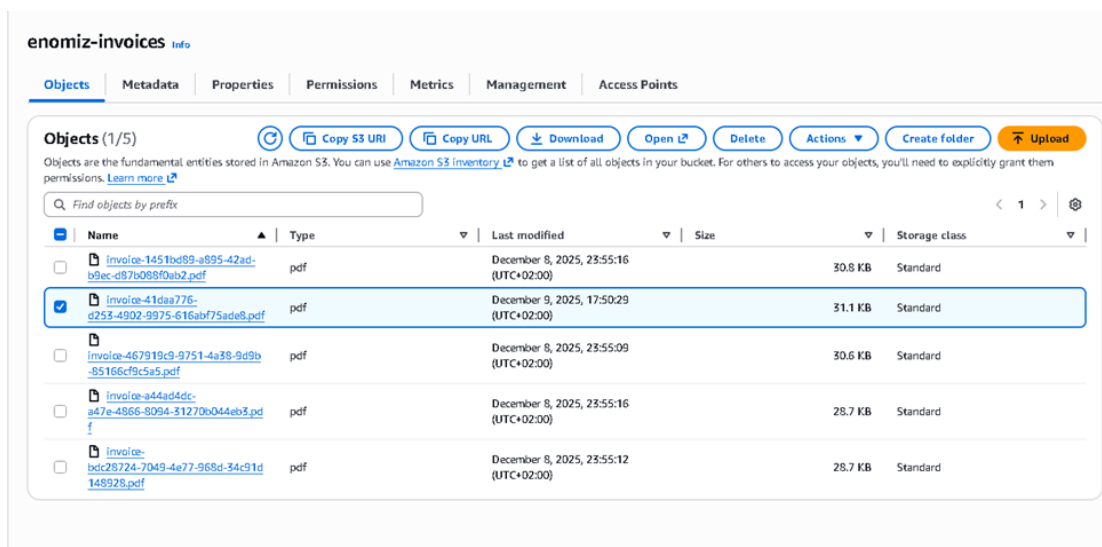 enomiz-invoices Info
Objects Metadata Properties Permissions Metrics Management Access Points
Objects (1/5) Copy S3 URI Copy URL Download Open Delete Actions Create folder Upload
Objects are the fundamental entities stored in Amazon S3. You can use Amazon S3 inventory to get a list of all objects in your bucket. For others to access your objects, you'll need to explicitly grant them
permissions. Learn more
Find objects by prefix
1
Name Type Last modified Size Storage class
invoice-1451bd89-a895-42ad-
b9ec-d87b088f0ab2.pdf
pdf
December 8, 2025, 23:55:16
(UTC+02:00)
30.8 KB
Standard
invoice-41daa776-
d253-4902-9975-616abf75ade8.pdf
pdf
December 9, 2025, 17:50:29
(UTC+02:00)
31.1 KB
Standard
invoice-467919c9-9751-4a38-9d9b
-85166cf9c5a5.pdf
pdf
December 8, 2025, 23:55:09
(UTC+02:00)
30.6 KB
Standard
invoice-a44ad4dc-
a47e-4866-8094-31270b044eb3.pd
f
pdf
December 8, 2025, 23:55:16
(UTC+02:00)
28.7 KB
Standard
invoice-
bdc28724-7049-4e77-968d-34c91d
148928.pdf
pdf
December 8, 2025, 23:55:12
(UTC+02:00)
28.7 KB
Standard